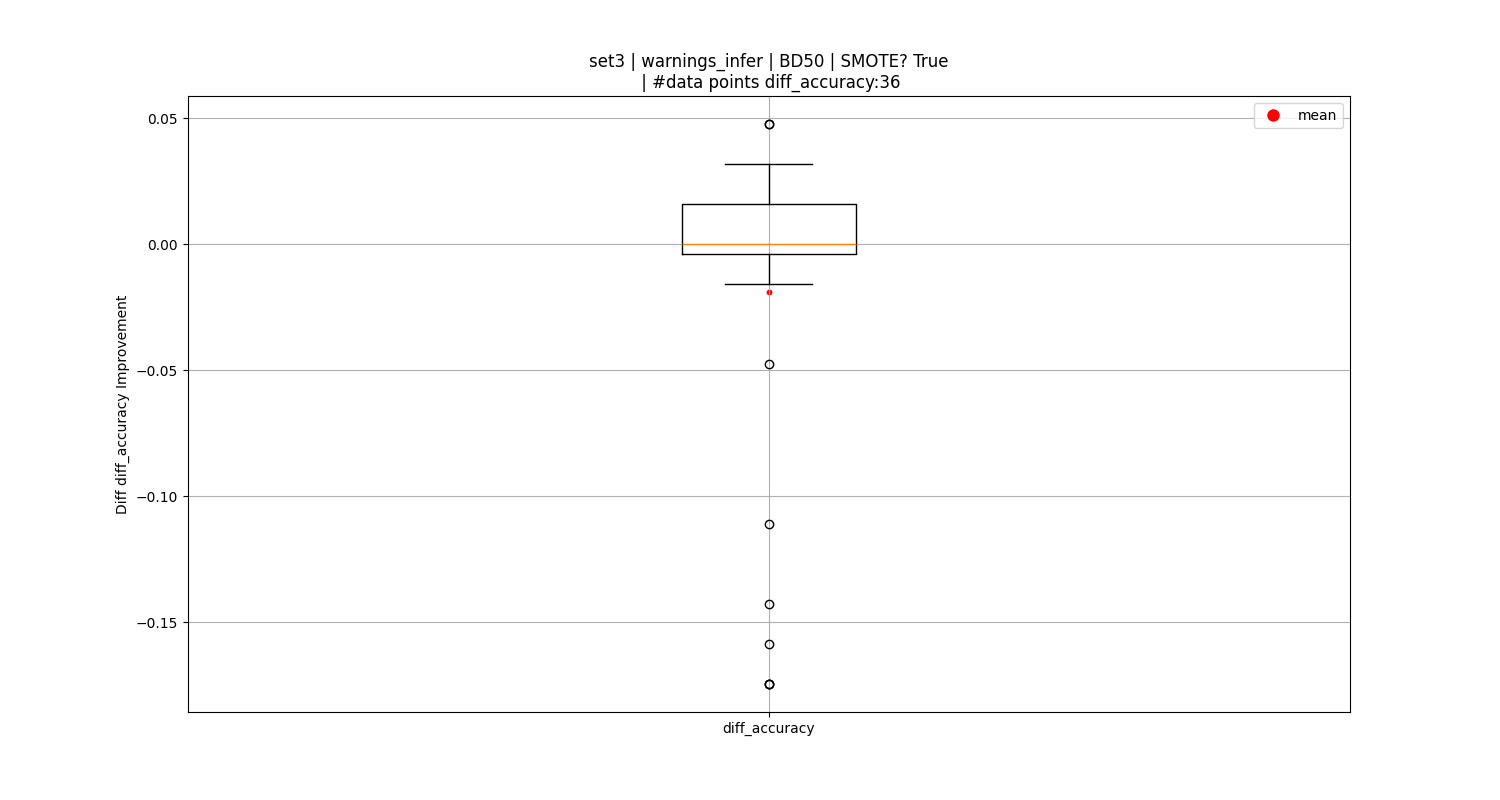 set3 | warnings_infer | BD50 | SMOTE? True
| #data points diff_accuracy:36
mean
0.05
0.00
−0.05
−0.10
−0.15
Diff diff_accuracy Improvement
diff_accuracy